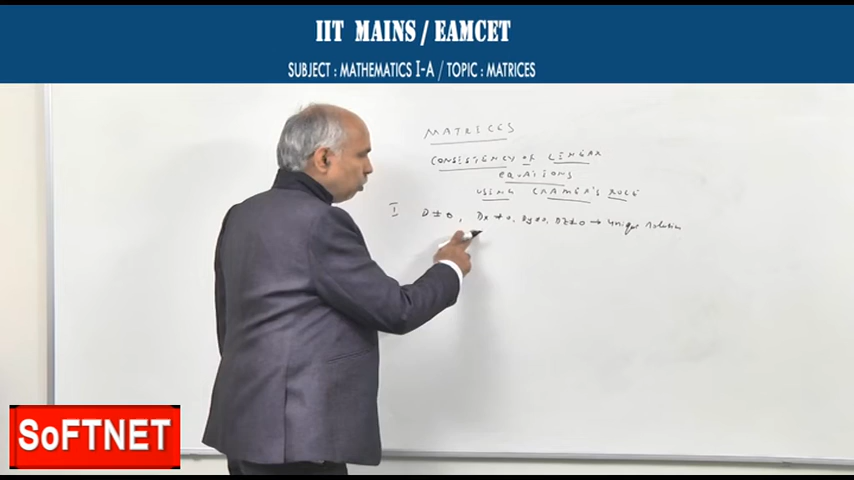 IIT MAINS / EAMCET
SUBJECT : MATHEMATICS I-A / TOPIC : MATRICES
MATRICES
CONSISTENCY OF LINEAR
EQUATIONS
USING CRAMER'S RULE
I D ≠ 0, Dx ≠ 0, Dy ≠ 0, Dz ≠ 0 → Unique solution
SoFTNET